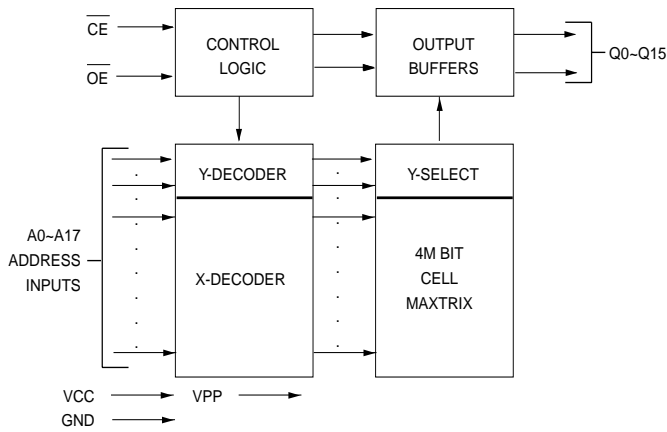 CE
CONTROL
LOGIC
OUTPUT
BUFFERS
Q0~Q15
OE
Y-DECODER
Y-SELECT
A0~A17
ADDRESS
INPUTS
X-DECODER
4M BIT
CELL
MAXTRIX
VCC
VPP
GND